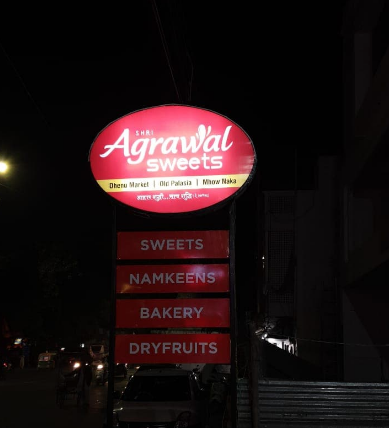 SHRI
Agrawal
sweets
Dhenu Market | Old Palasia | Mhow Naka
SWEETS
NAMKEENS
BAKERY
DRYFRUITS